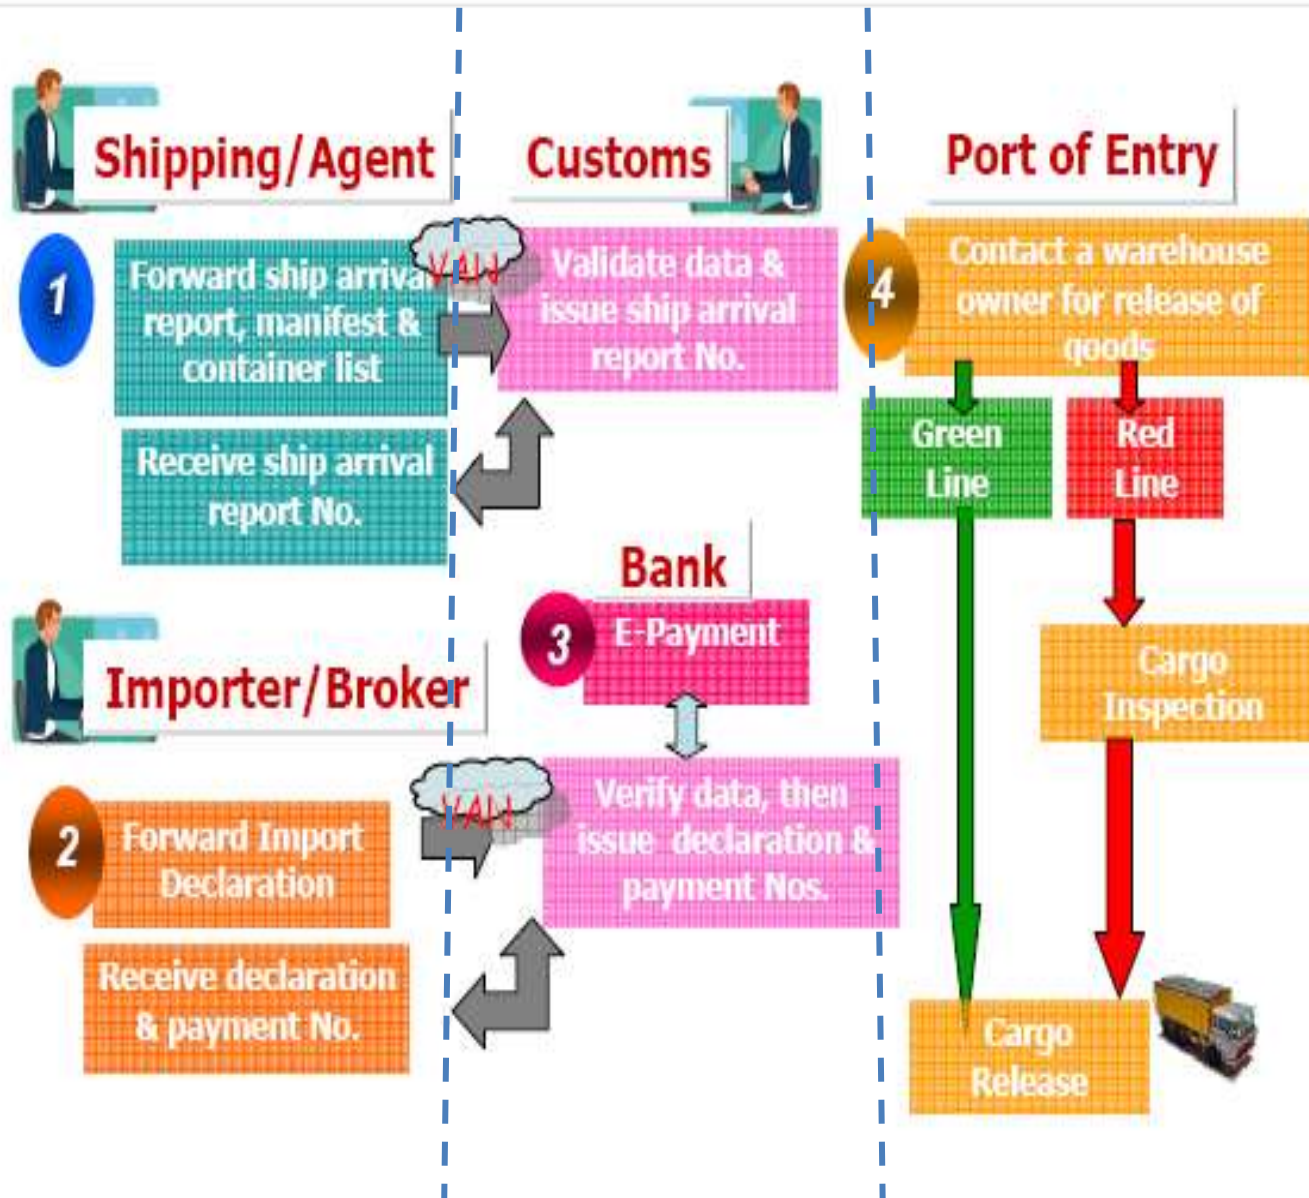 Shipping/Agent
1
Forward ship arrival
report, manifest &
container list
VAN
Receive ship arrival
report No.
Importer/Broker
2
Forward Import
Declaration
VAN
Receive declaration
& payment No.
Customs
Validate data &
issue ship arrival
report No.
Bank
3
E-Payment
Verify data, then
issue declaration &
payment Nos.
Port of Entry
4
Contact a warehouse
owner for release of
goods
Green
Line
Red
Line
Cargo
Inspection
Cargo
Release